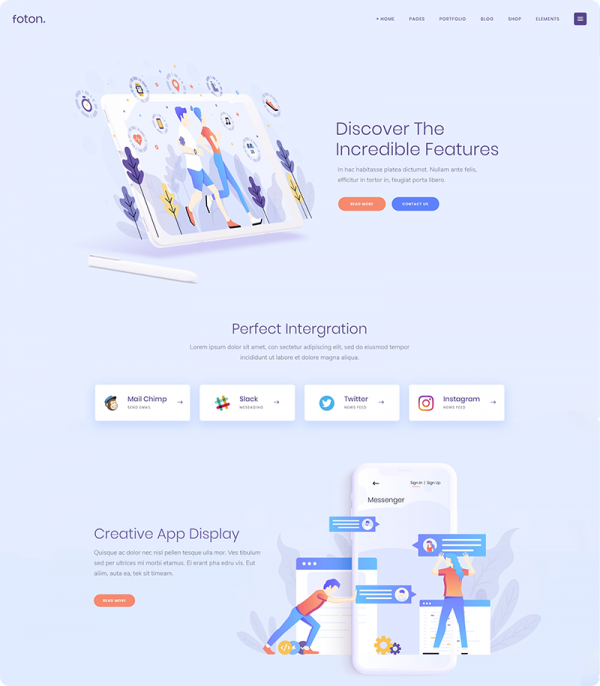 foton.
HOME PAGES PORTFOLIO BLOG SHOP ELEMENTS
Discover The
Incredible Features
In hac habitasse platea dictumst. Nullam ante felis,
efficitur in tortor in, feugiat porta libero.
READ MORE CONTACT US
Perfect Intergration
Lorem ipsum dolor sit amet, con sectetur adipiscing elit, sed do eiusmod tempor
incididunt ut labore et dolore magna aliqua.
Mail Chimp
SEND EMAIL
Slack
MESSAGING
Twitter
NEWS FEED
Instagram
NEWS FEED
Sign In / Sign Up
Messenger
Creative App Display
Quisque ac dolor nec nisl pellen tesque ulla mor. Ves tibulum
sed per ultrices mi morbi etamus. Ei erant pha edru vis. Eut
aliim, auta ea, tek sit timeam.
READ MORE